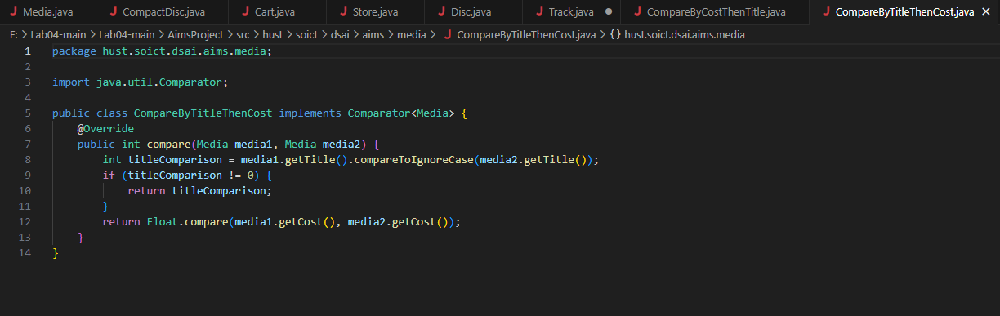 J Media.java J CompactDisc.java J Cart.java J Store.java J Disc.java J Track.java ● J CompareByCostThenTitle.java J CompareByTitleThenCost.java ×
E: > Lab04-main > Lab04-main > AimsProject > src > hust > soict > dsai > aims > media > J CompareByTitleThenCost.java > {} hust.soict.dsai.aims.media
1 package hust.soict.dsai.aims.media;
2
3 import java.util.Comparator;
4
5 public class CompareByTitleThenCost implements Comparator<Media> {
6     @Override
7     public int compare(Media media1, Media media2) {
8         int titleComparison = media1.getTitle().compareToIgnoreCase(media2.getTitle());
9         if (titleComparison != 0) {
10             return titleComparison;
11         }
12         return Float.compare(media1.getCost(), media2.getCost());
13     }
14 }